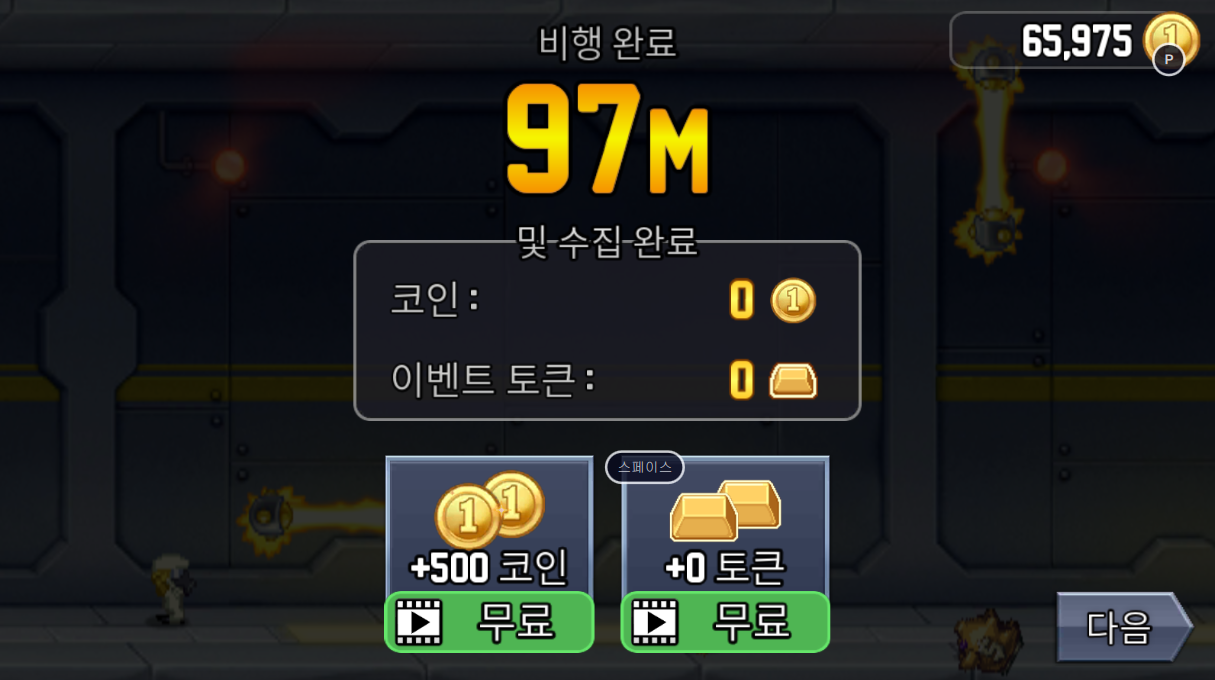 비행 완료
65,975
P
97M
및 수집 완료
코인 : 0
이벤트 토큰 : 0
스페이스
+500 코인
+0 토큰
무료
무료
다음